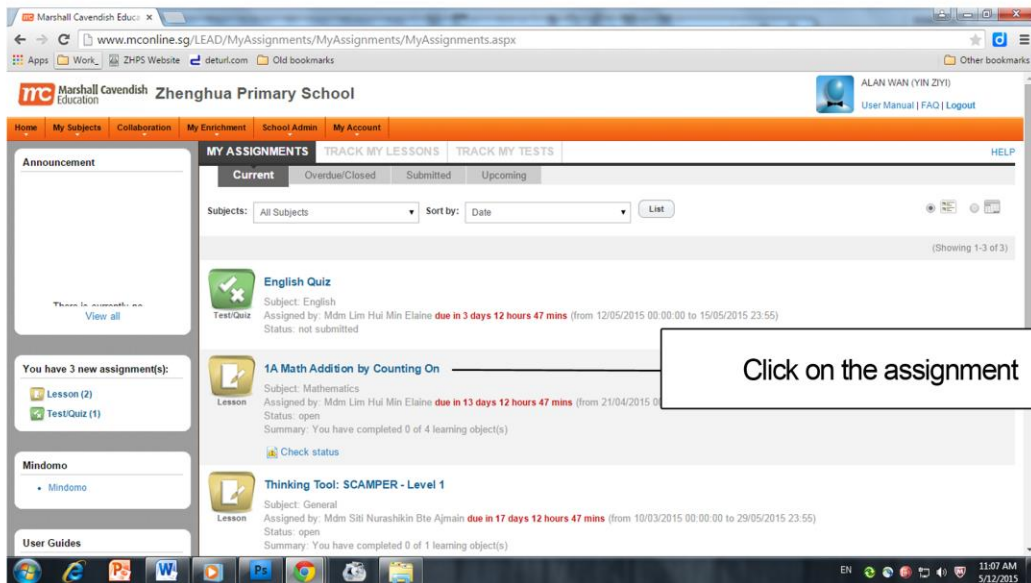 Marshall Cavendish Educa
www.mconline.sg/LEAD/MyAssignments/MyAssignments/MyAssignments.aspx
Apps Work_ ZHPS Website deturl.com Old bookmarks Other bookmarks
mc Marshall Cavendish Education Zhenghua Primary School
ALAN WAN (YIN ZIYI)
User Manual | FAQ | Logout
Home My Subjects Collaboration My Enrichment School Admin My Account
Announcement
View all
You have 3 new assignment(s):
Lesson (2)
Test/Quiz (1)
Mindomo
• Mindomo
User Guides
MY ASSIGNMENTS TRACK MY LESSONS TRACK MY TESTS HELP
Current Overdue/Closed Submitted Upcoming
Subjects: All Subjects Sort by: Date List
(Showing 1-3 of 3)
English Quiz
Subject: English
Test/Quiz Assigned by: Mdm Lim Hui Min Elaine due in 3 days 12 hours 47 mins (from 12/05/2015 00:00:00 to 15/05/2015 23:55)
Status: not submitted
1A Math Addition by Counting On
Subject: Mathematics
Lesson Assigned by: Mdm Lim Hui Min Elaine due in 13 days 12 hours 47 mins (from 21/04/2015
Status: open
Summary: You have completed 0 of 4 learning object(s)
Check status
Click on the assignment
Thinking Tool: SCAMPER - Level 1
Subject: General
Lesson Assigned by: Mdm Siti Nurashikin Bte Ajmain due in 17 days 12 hours 47 mins (from 10/03/2015 00:00:00 to 29/05/2015 23:55)
Status: open
Summary: You have completed 0 of 1 learning object(s)
EN 11:07 AM
5/12/2015